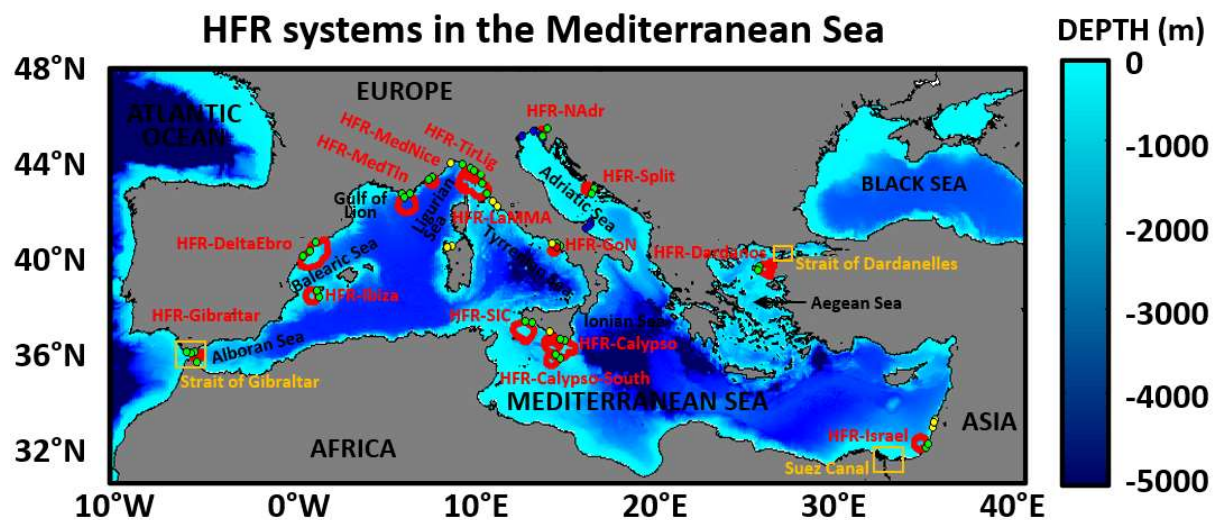 HFR systems in the Mediterranean Sea
DEPTH (m)
48°N
44°N
40°N
36°N
32°N
10°W
0°W
10°E
20°E
30°E
40°E
0
-1000
-2000
-3000
-4000
-5000
EUROPE
ATLANTIC
OCEAN
HFR-NAdr
HFR-TirLig
HFR-MedNice
HFR-MedTln
HFR-Split
BLACK SEA
Gulf of
Lion
Ligurian
Sea
Adriatic Sea
HFR-LaMMA
HFR-DeltaEbro
Balearic Sea
HFR-GoN
HFR-Dardanos
Strait of Dardanelles
HFR-Ibiza
Aegean Sea
HFR-Gibraltar
HFR-SIC
Ionian Sea
Alboran Sea
HFR-Calypso
Strait of Gibraltar
HFR-Calypso-South
MEDITERRANEAN SEA
ASIA
AFRICA
HFR-Israel
Suez Canal